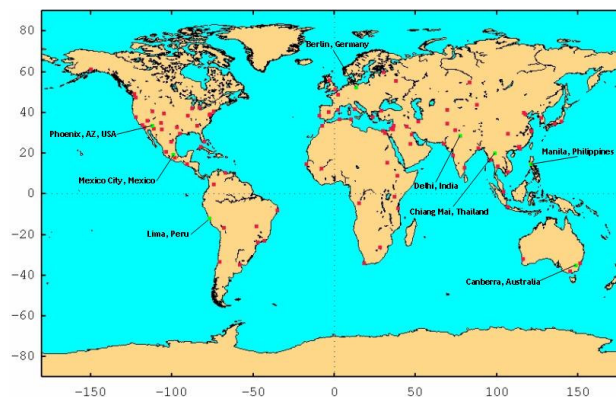 80
Berlin, Germany
60
40
Phoenix, AZ, USA
Manila, Philippines
20
Mexico City, Mexico
Delhi, India
0
Chiang Mai, Thailand
Lima, Peru
-20
Canberra, Australia
-40
-60
-80
-150 -100 -50 0 50 100 150